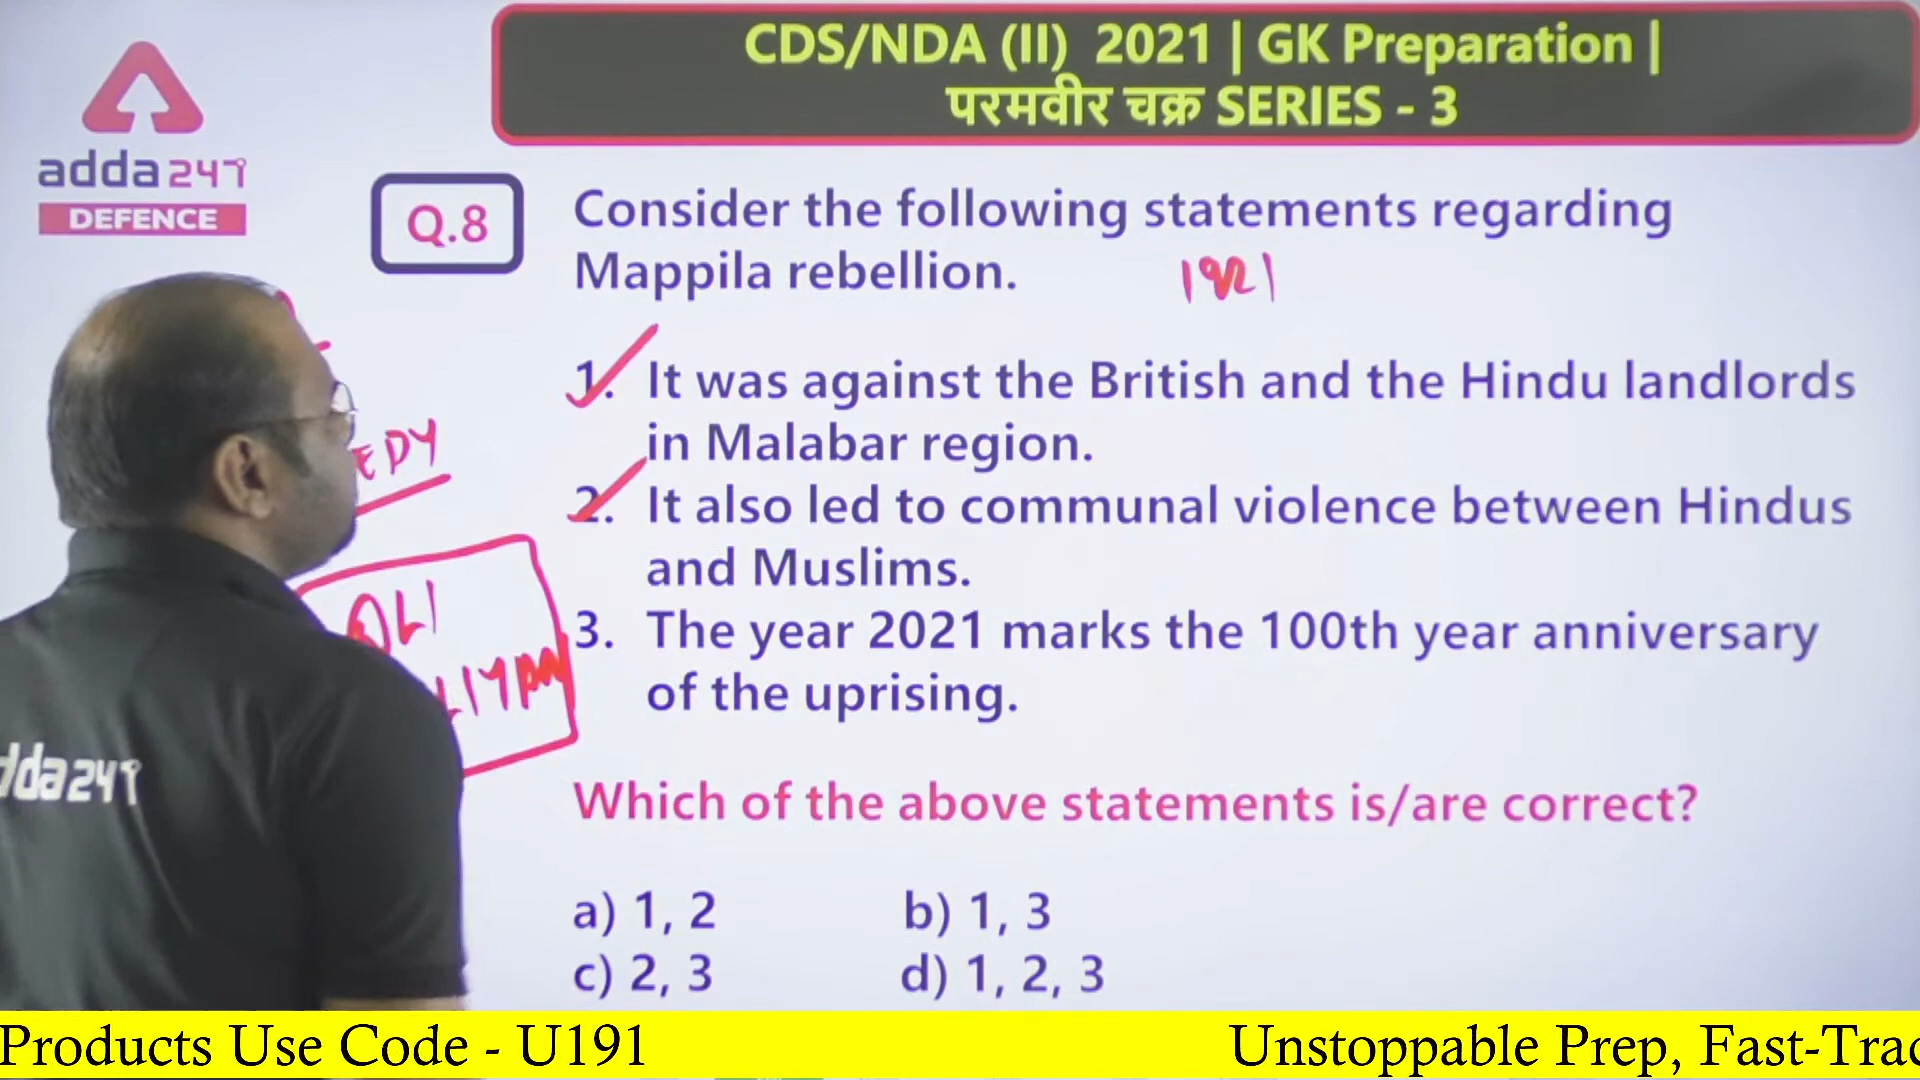 CDS/NDA (II) 2021 | GK Preparation |
परमवीर चक्र SERIES - 3
adda247
DEFENCE
Q.8
Consider the following statements regarding
Mappila rebellion.
1921
1. It was against the British and the Hindu landlords
in Malabar region.
2. It also led to communal violence between Hindus
and Muslims.
3. The year 2021 marks the 100th year anniversary
of the uprising.
Which of the above statements is/are correct?
a) 1, 2 b) 1, 3
c) 2, 3 d) 1, 2, 3
EDY
adda247
Products Use Code - U191
Unstoppable Prep, Fast-Trac